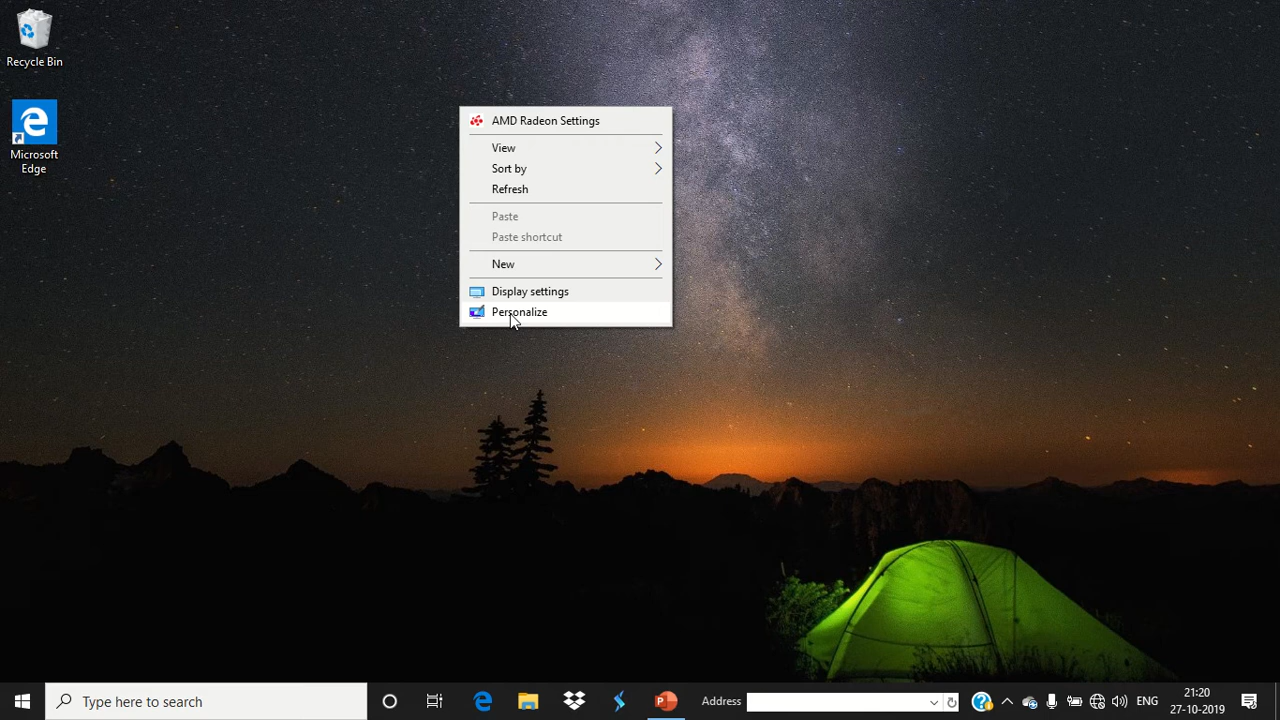 Recycle Bin
Microsoft
Edge
AMD Radeon Settings
View
Sort by
Refresh
Paste
Paste shortcut
New
Display settings
Personalize
Type here to search
Address
ENG
21:20
27-10-2019